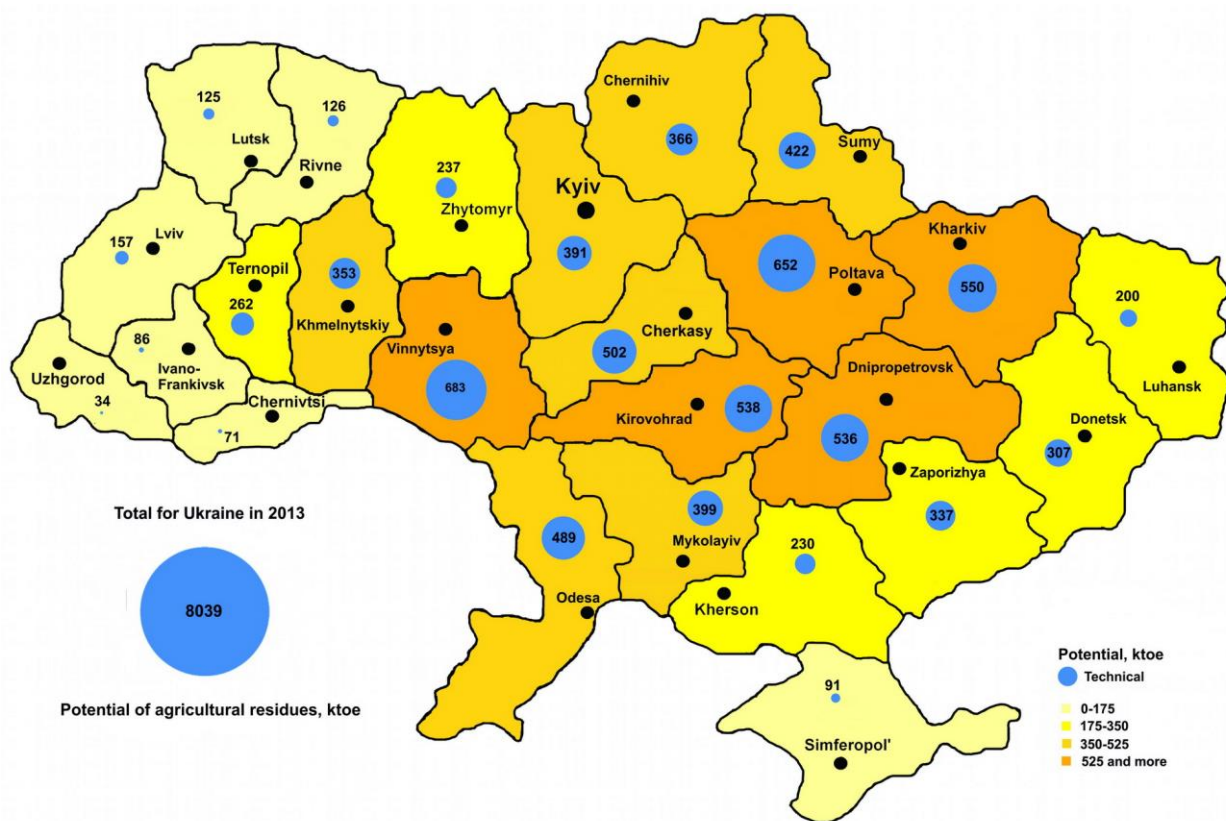 Chernihiv
366
422
Sumy
125
Lutsk
126
Rivne
237
Zhytomyr
Kyiv
391
157
Lviv
Ternopil
262
353
Khmelnytskiy
652
Poltava
Kharkiv
550
200
Luhansk
Cherkasy
502
86
Ivano-
Frankivsk
Uzhgorod
34
Chernivtsi
71
Vinnytsya
683
Kirovohrad
538
Dnipropetrovsk
536
Donetsk
307
Zaporizhya
337
489
Odesa
399
Mykolayiv
230
Kherson
91
Simferopol'
Total for Ukraine in 2013
8039
Potential of agricultural residues, ktoe
Potential, ktoe
Technical
0-175
175-350
350-525
525 and more